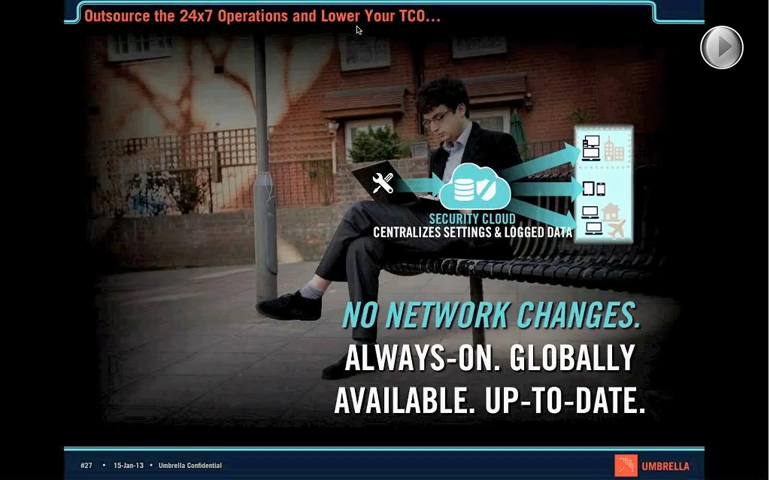 Outsource the 24x7 Operations and Lower Your TCO...
SECURITY CLOUD
CENTRALIZES SETTINGS & LOGGED DATA
NO NETWORK CHANGES.
ALWAYS-ON. GLOBALLY
AVAILABLE. UP-TO-DATE.
#27 • 15-Jan-13 • Umbrella Confidential
UMBRELLA